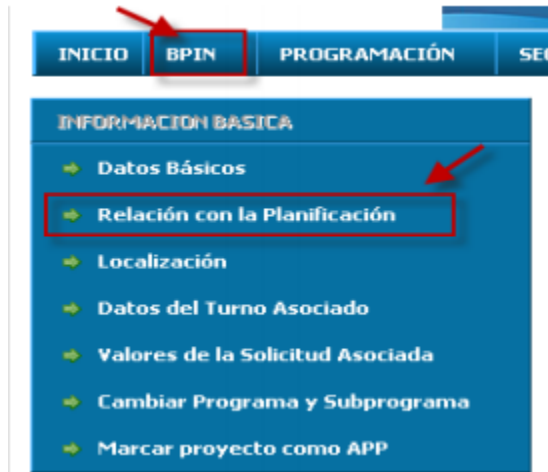 INICIO BPIN PROGRAMACIÓN
INFORMACION BASICA
Datos Básicos
Relación con la Planificación
Localización
Datos del Turno Asociado
Valores de la Solicitud Asociada
Cambiar Programa y Subprograma
Marcar proyecto como APP